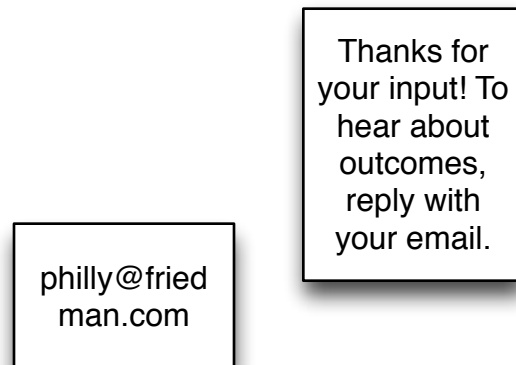 Thanks for
your input! To
hear about
outcomes,
reply with
your email.
philly@fried
man.com